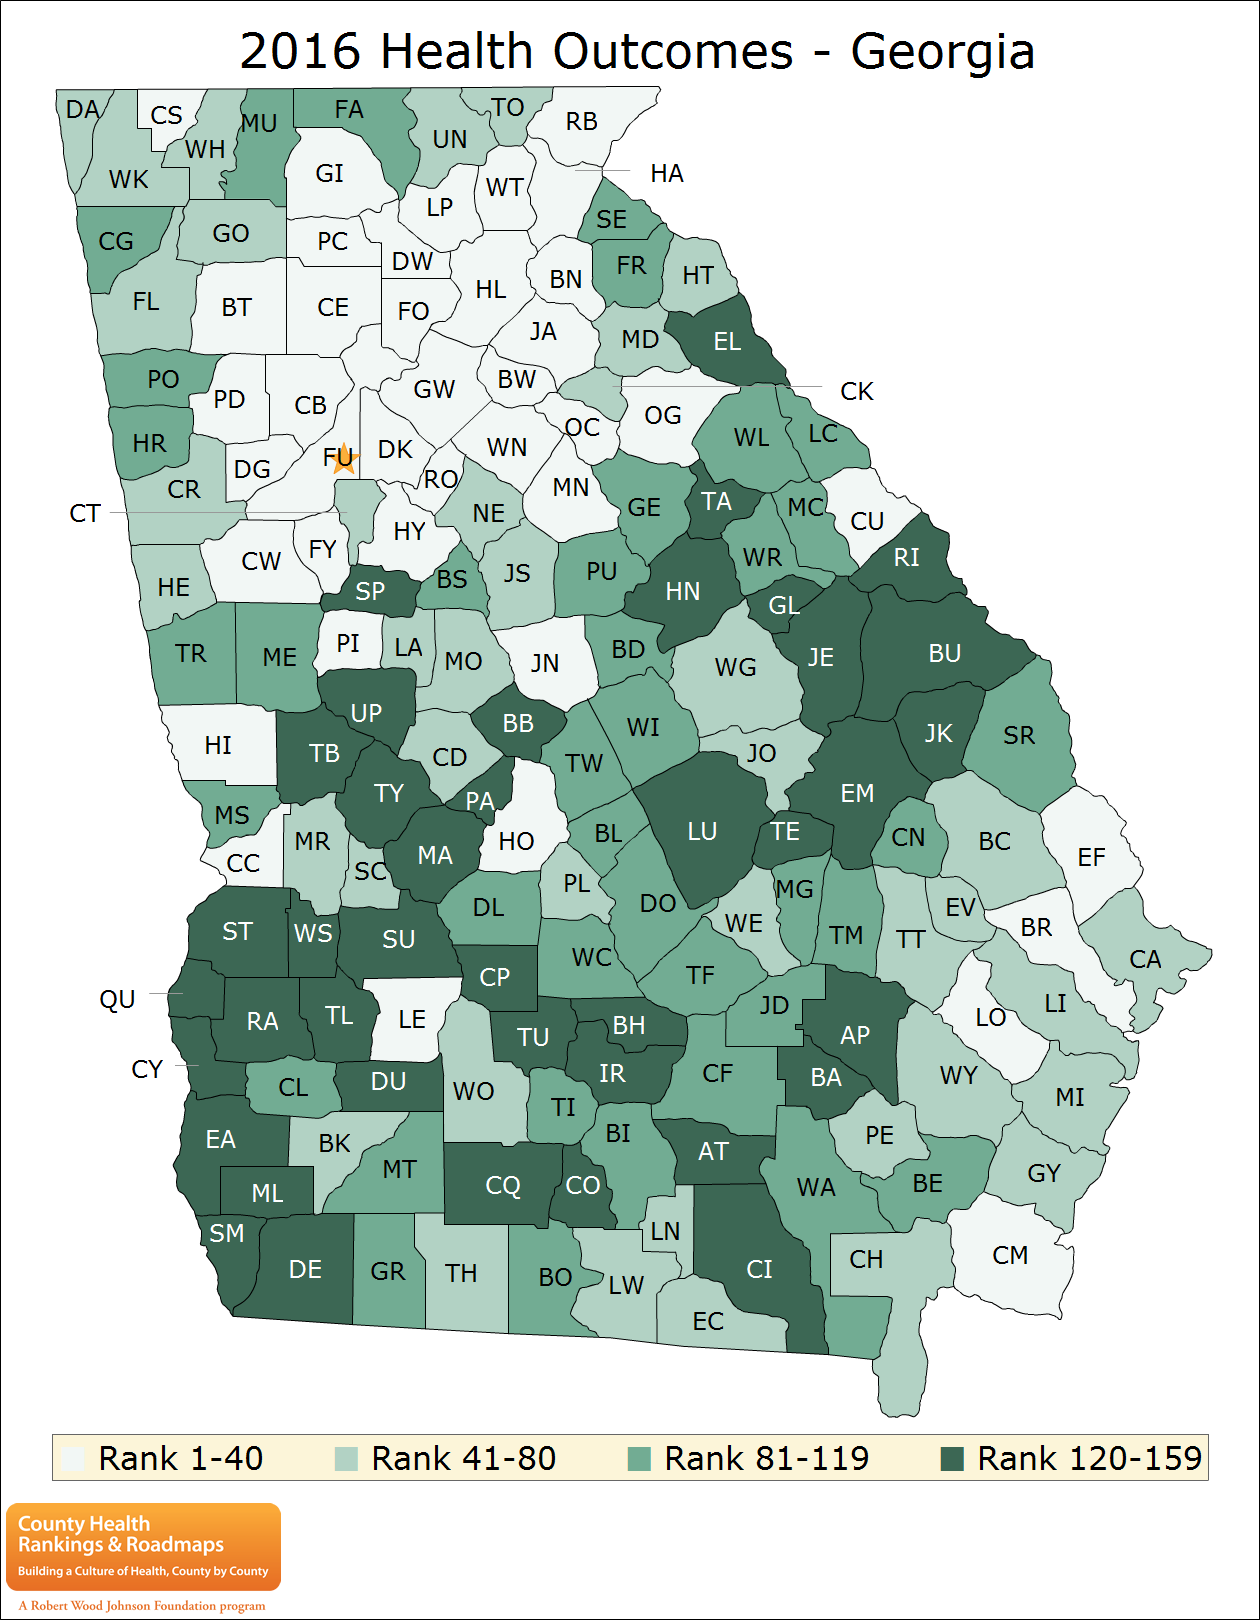 2016 Health Outcomes - Georgia
DA CS MU FA TO RB
WH UN
WK GI WT HA
LP
SE
CG GO PC
DW FR HT
FL BT CE FO HL BN
JA MD EL
PO PD CB GW BW CK
OG
HR DG FU DK WN OC WL LC
CR RO MN
CT NE GE TA MC CU
HY
CW FY WR RI
HE SP BS JS PU HN
GL
TR ME PI LA MO JN BD WG JE BU
HI UP BB WI JK SR
TB CD TW JO
TY PA EM
MS MR HO BL LU TE CN BC
CC SC MA EF
DL PL DO MG EV
ST WS SU WE TM TT BR
CP WC TF CA
QU RA TL LE TU BH JD AP LO LI
CY CL DU WO IR CF BA WY MI
TI
EA BK BI AT PE
MT CQ CO WA BE GY
ML
SM LN
DE GR TH BO LW CI CH CM
EC
Rank 1-40 Rank 41-80 Rank 81-119 Rank 120-159
County Health
Rankings & Roadmaps
Building a Culture of Health, County by County
A Robert Wood Johnson Foundation program